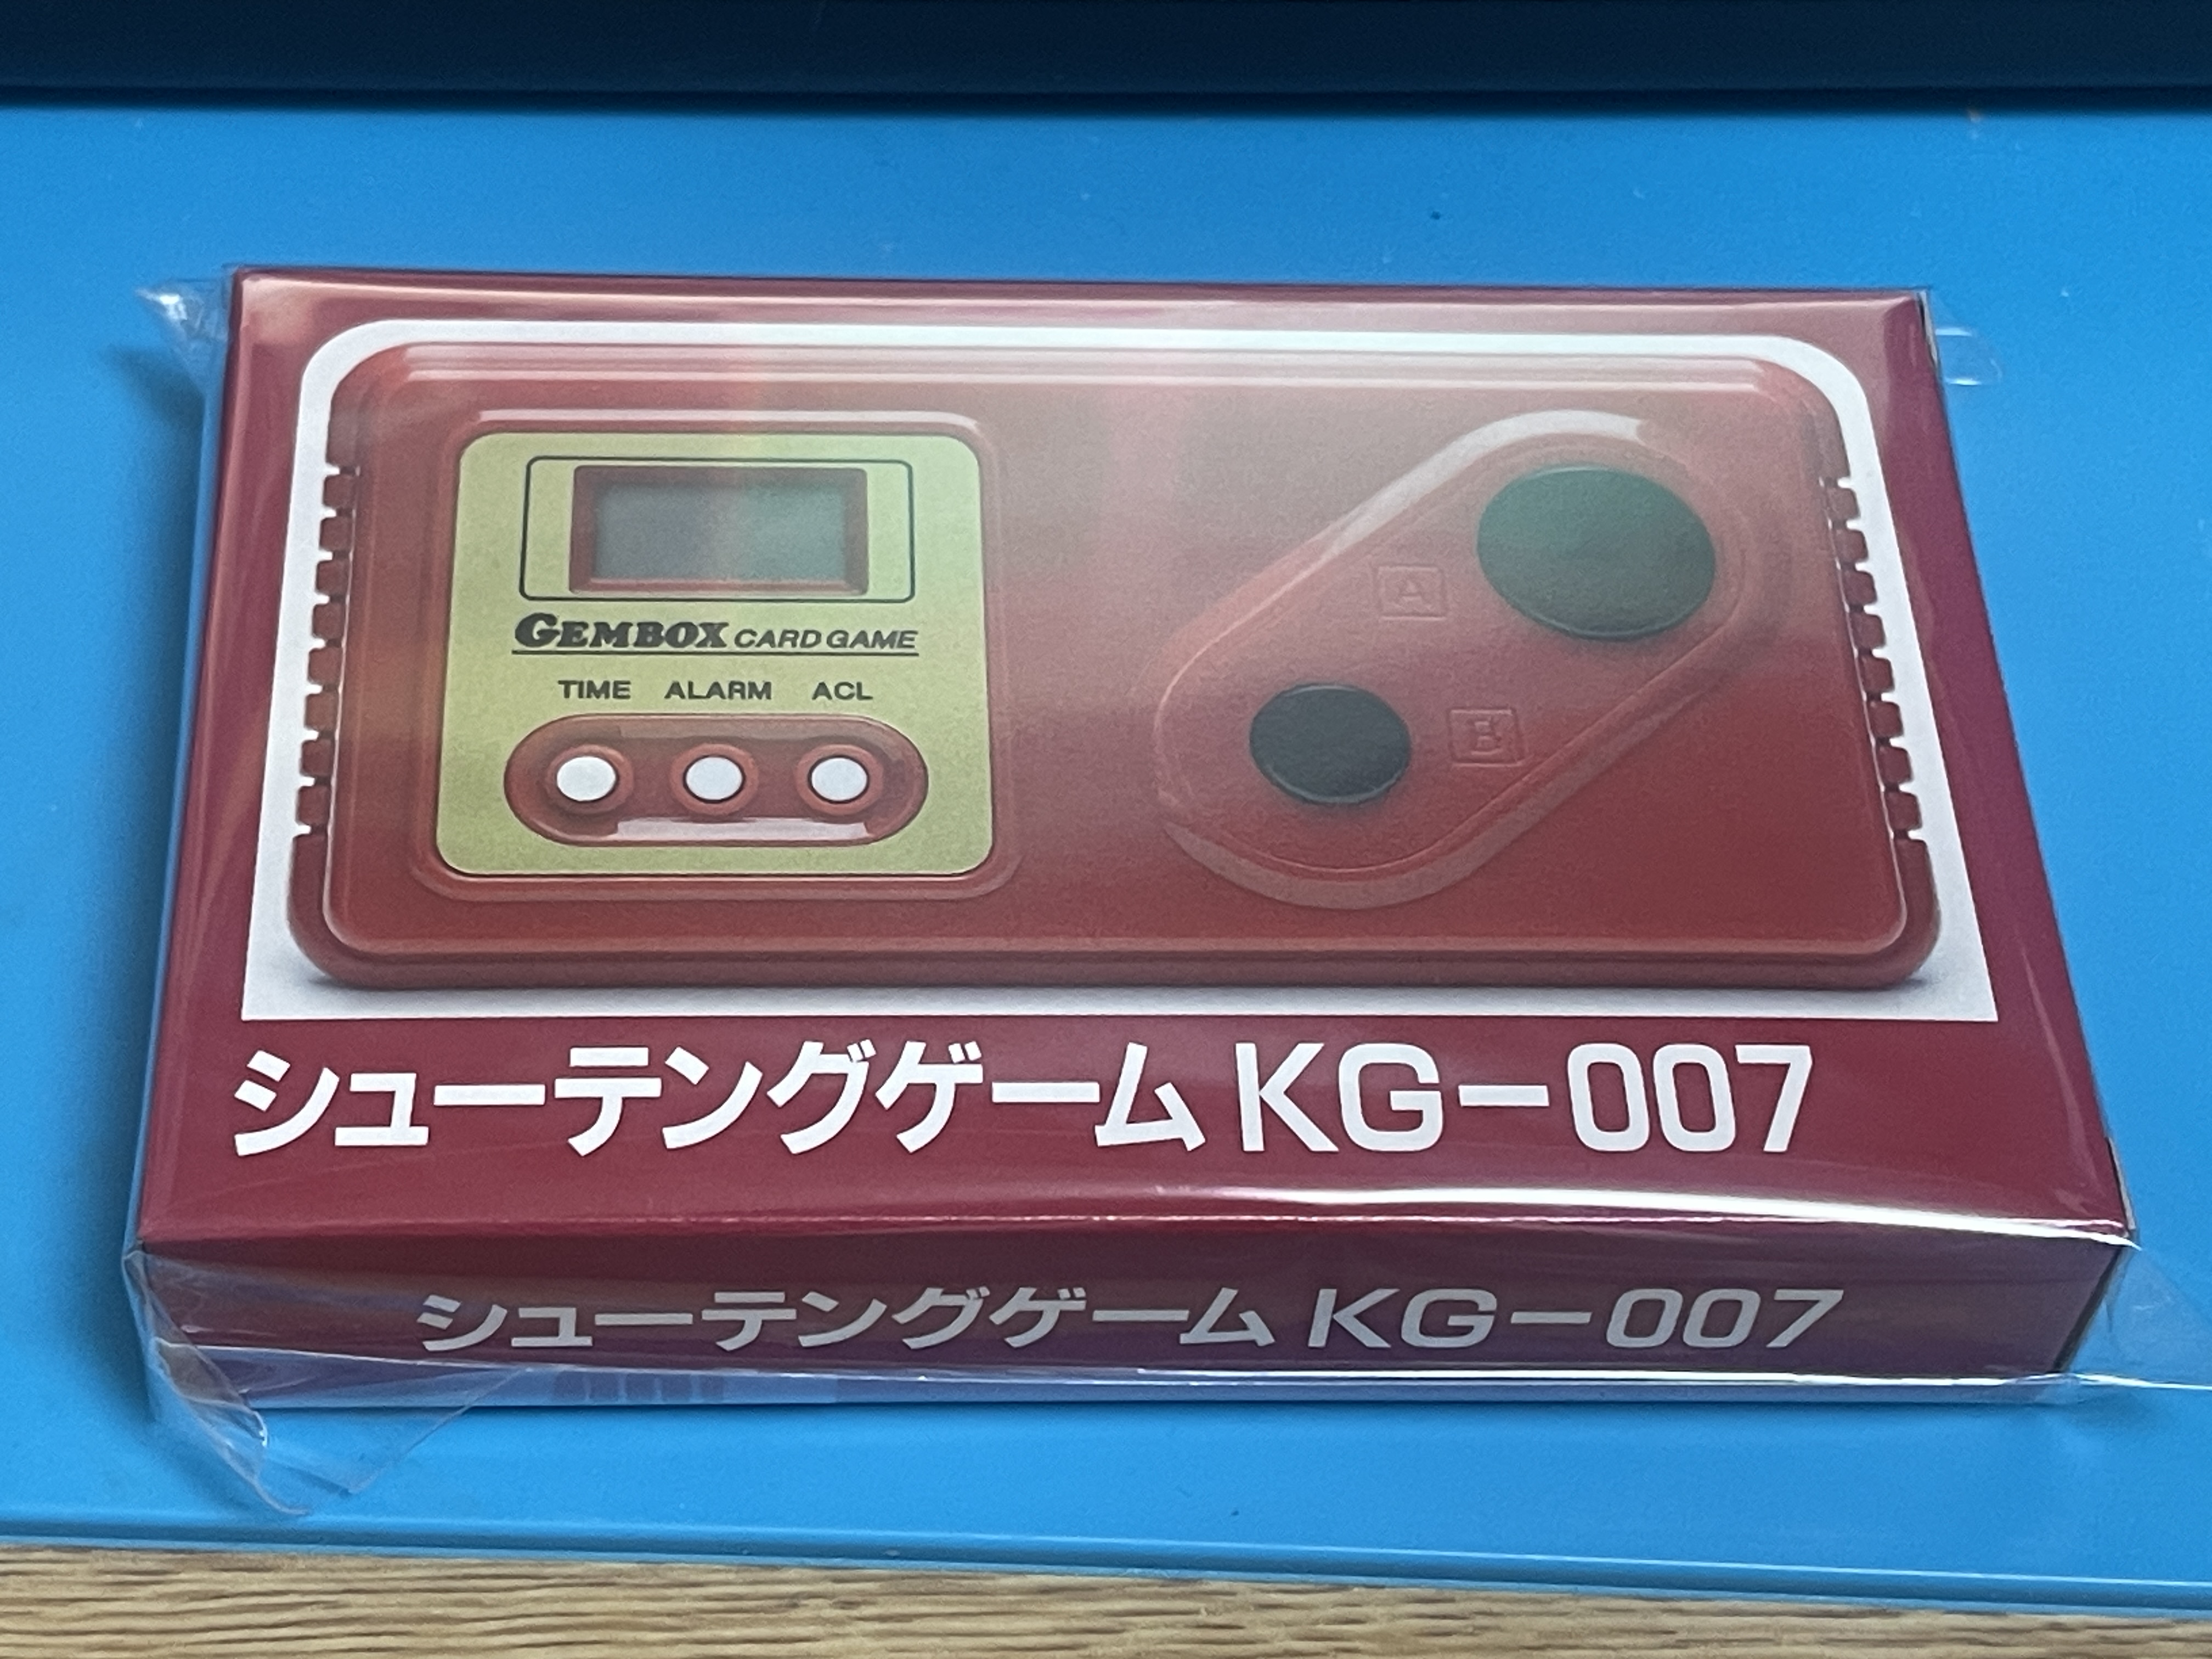 GEMBOX CARD GAME
TIME ALARM ACL
A
B
シューテングゲーム KG-007
シューテングゲーム KG-007